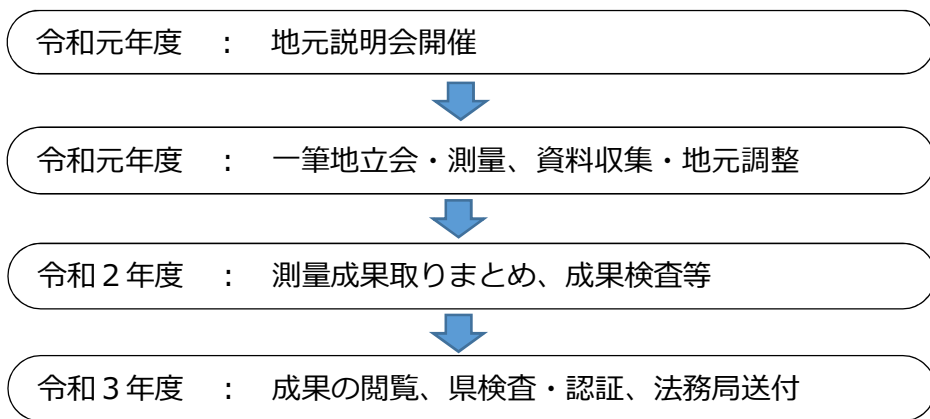 令和元年度　：　地元説明会開催
令和元年度　：　一筆地立会・測量、資料収集・地元調整
令和２年度　：　測量成果取りまとめ、成果検査等
令和３年度　：　成果の閲覧、県検査・認証、法務局送付